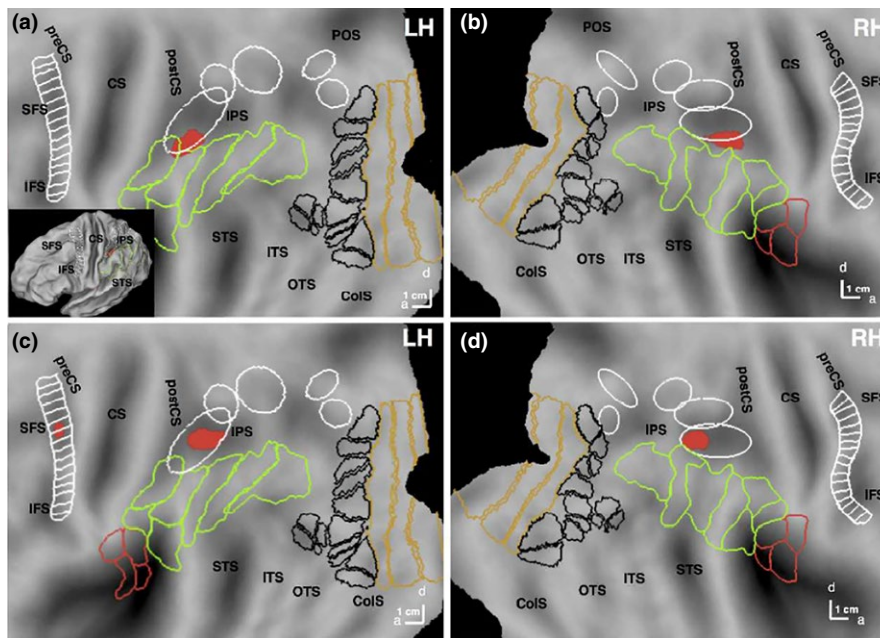 (a)
LH
POS
preCS
SFS
CS
postCS
IPS
IFS
STS
ITS
OTS
ColS
d
a 1 cm
SFS
CS
IPS
IFS
STS
(b)
RH
POS
preCS
postCS
CS
SFS
IPS
IFS
STS
ITS
OTS
ColS
d
a 1 cm
(c)
LH
preCS
SFS
CS
postCS
IPS
IFS
STS
ITS
OTS
ColS
d
a 1 cm
(d)
RH
preCS
postCS
CS
SFS
IPS
IFS
STS
ITS
OTS
ColS
d
a 1 cm